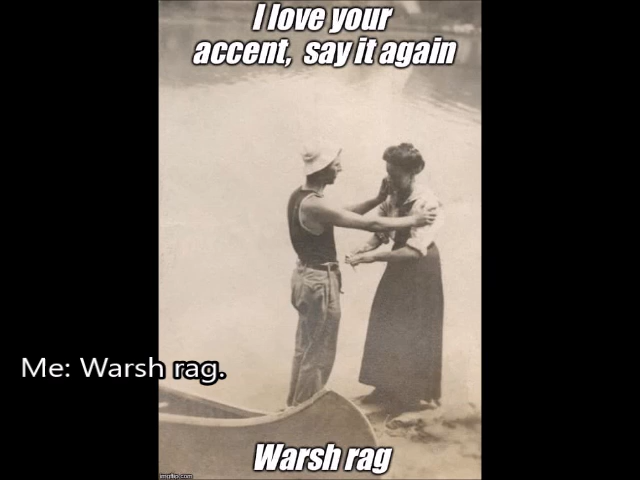 I love your
accent, say it again
Me: Warsh rag.
Warsh rag
imgflip.com